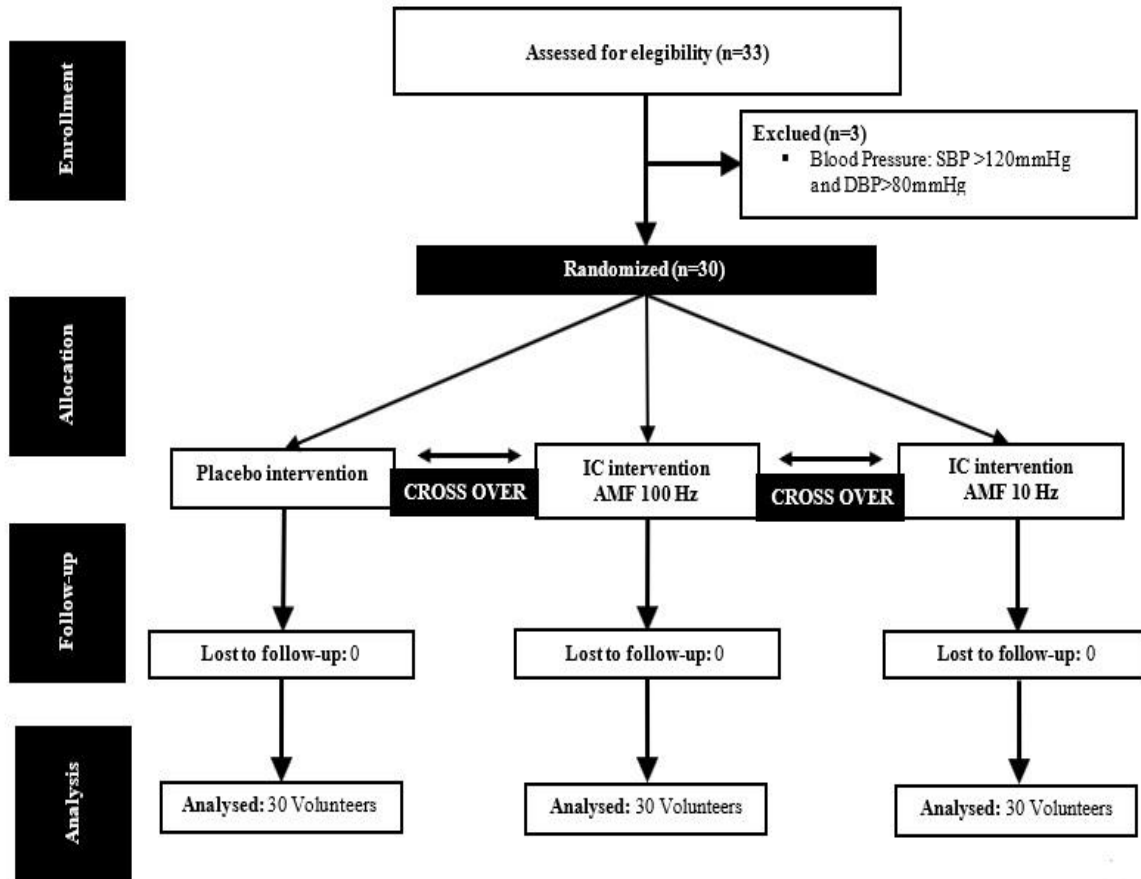 Enrollment
Assessed for elegibility (n=33)
Exclued (n=3)
▪ Blood Pressure: SBP >120mmHg
and DBP>80mmHg
Randomized (n=30)
Allocation
Placebo intervention
CROSS OVER
IC intervention
AMF 100 Hz
CROSS OVER
IC intervention
AMF 10 Hz
Follow-up
Lost to follow-up: 0
Lost to follow-up: 0
Lost to follow-up: 0
Analysis
Analysed: 30 Volunteers
Analysed: 30 Volunteers
Analysed: 30 Volunteers